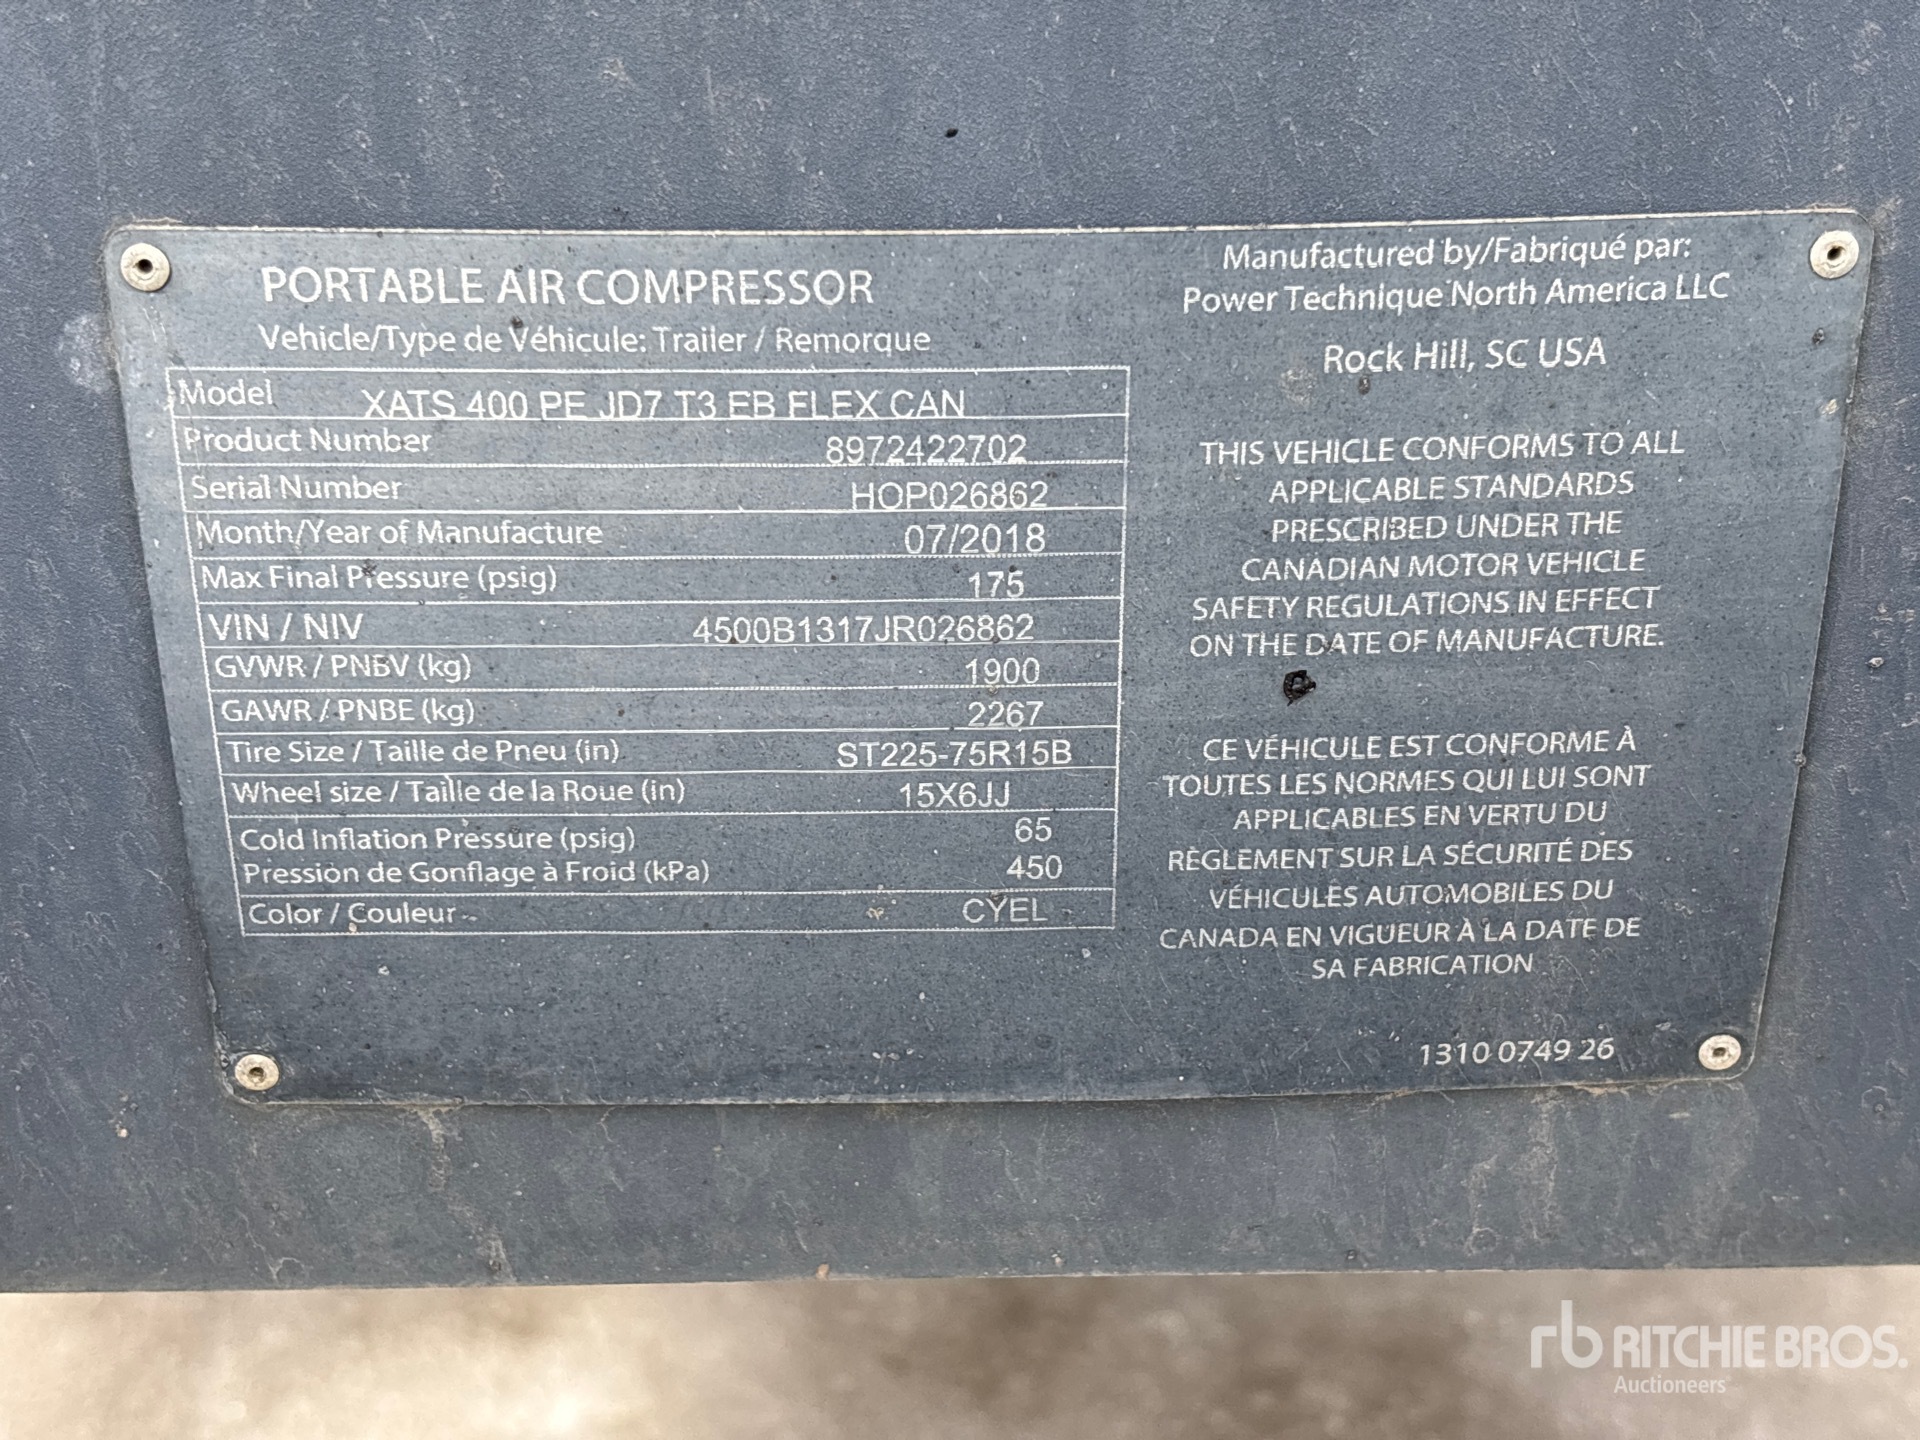 PORTABLE AIR COMPRESSOR
Vehicle/Type de Véhicule: Trailer / Remorque
Model XATS 400 PE JD7 T3 EB FLEX CAN
Product Number 8972422702
Serial Number HOP026862
Month/Year of Manufacture 07/2018
Max Final Pressure (psig) 175
VIN / NIV 4500B1317JR026862
GVWR / PNBV (kg) 1900
GAWR / PNBE (kg) 2267
Tire Size / Taille de Pneu (in) ST225-75R15B
Wheel size / Taille de la Roue (in) 15X6JJ
Cold Inflation Pressure (psig) 65
Pression de Gonflage à Froid (kPa) 450
Color / Couleur CYEL
Manufactured by/Fabriqué par:
Power Technique North America LLC
Rock Hill, SC USA
THIS VEHICLE CONFORMS TO ALL
APPLICABLE STANDARDS
PRESCRIBED UNDER THE
CANADIAN MOTOR VEHICLE
SAFETY REGULATIONS IN EFFECT
ON THE DATE OF MANUFACTURE.
CE VÉHICULE EST CONFORME À
TOUTES LES NORMES QUI LUI SONT
APPLICABLES EN VERTU DU
RÈGLEMENT SUR LA SÉCURITÉ DES
VÉHICULES AUTOMOBILES DU
CANADA EN VIGUEUR À LA DATE DE
SA FABRICATION
1310 0749 26
rb RITCHIE BROS.
Auctioneers